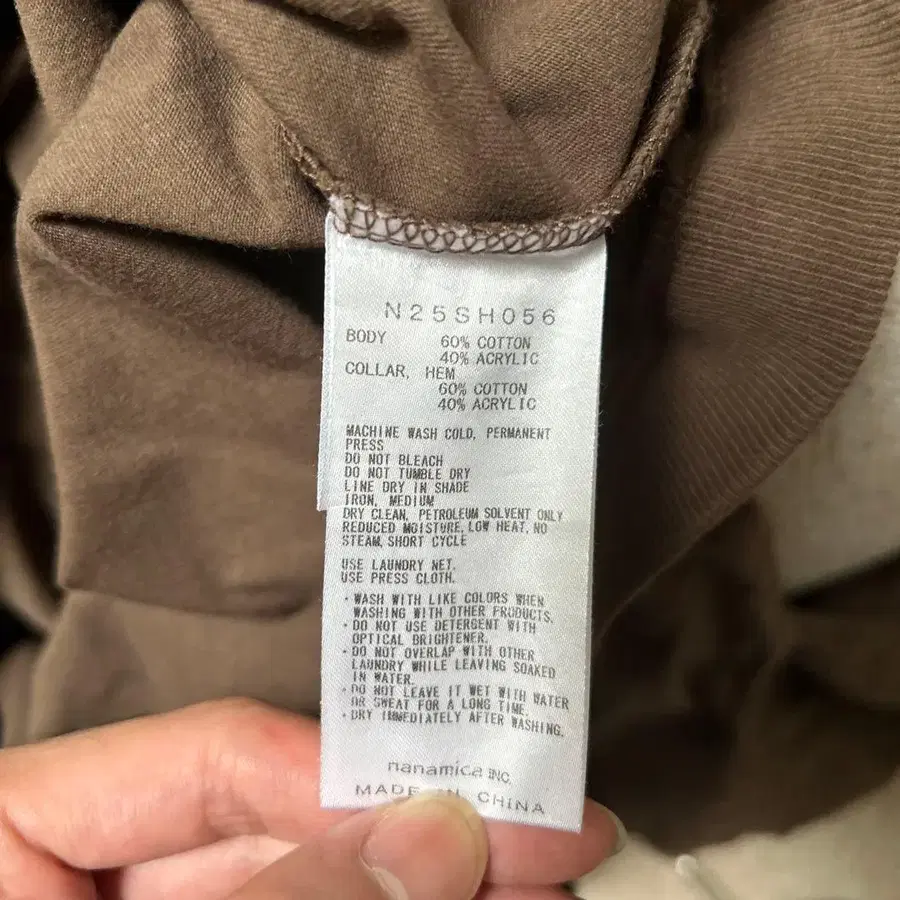 N25SH056
BODY 60% COTTON
40% ACRYLIC
COLLAR, HEM
60% COTTON
40% ACRYLIC
MACHINE WASH COLD, PERMANENT
PRESS
DO NOT BLEACH
DO NOT TUMBLE DRY
LINE DRY IN SHADE
IRON, MEDIUM
DRY CLEAN, PETROLEUM SOLVENT ONLY
REDUCED MOISTURE, LOW HEAT, NO
STEAM, SHORT CYCLE
USE LAUNDRY NET.
USE PRESS CLOTH.
・WASH WITH LIKE COLORS WHEN
WASHING WITH OTHER PRODUCTS.
・DO NOT USE DETERGENT WITH
OPTICAL BRIGHTENER.
・DO NOT OVERLAP WITH OTHER
LAUNDRY WHILE LEAVING SOAKED
IN WATER.
・DO NOT LEAVE IT WET WITH WATER
OR SWEAT FOR A LONG TIME.
・DRY IMMEDIATELY AFTER WASHING.
nanamica INC.
MADE IN CHINA